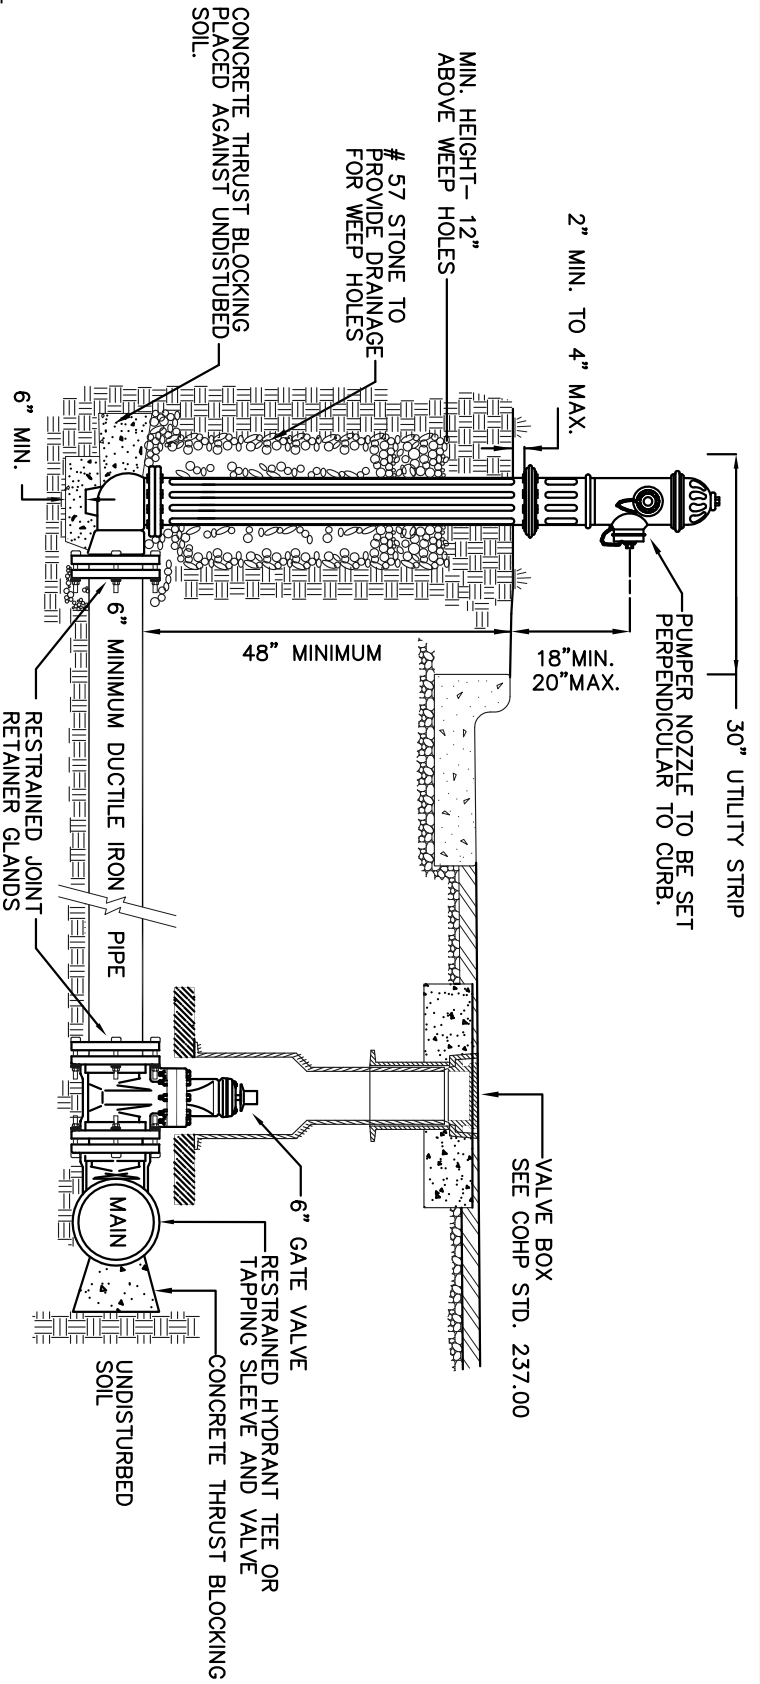 30" UTILITY STRIP
PUMPER NOZZLE TO BE SET
PERPENDICULAR TO CURB.
2" MIN. TO 4" MAX.
18"MIN.
20"MAX.
MIN. HEIGHT- 12"
ABOVE WEEP HOLES
# 57 STONE TO
PROVIDE DRAINAGE
FOR WEEP HOLES
CONCRETE THRUST BLOCKING
PLACED AGAINST UNDISTUBED
SOIL.
6" MIN.
48" MINIMUM
6" MINIMUM DUCTILE IRON PIPE
RESTRAINED JOINT
RETAINER GLANDS
VALVE BOX
SEE COHP STD. 237.00
6" GATE VALVE
RESTRAINED HYDRANT TEE OR
TAPPING SLEEVE AND VALVE
CONCRETE THRUST BLOCKING
MAIN
UNDISTURBED
SOIL